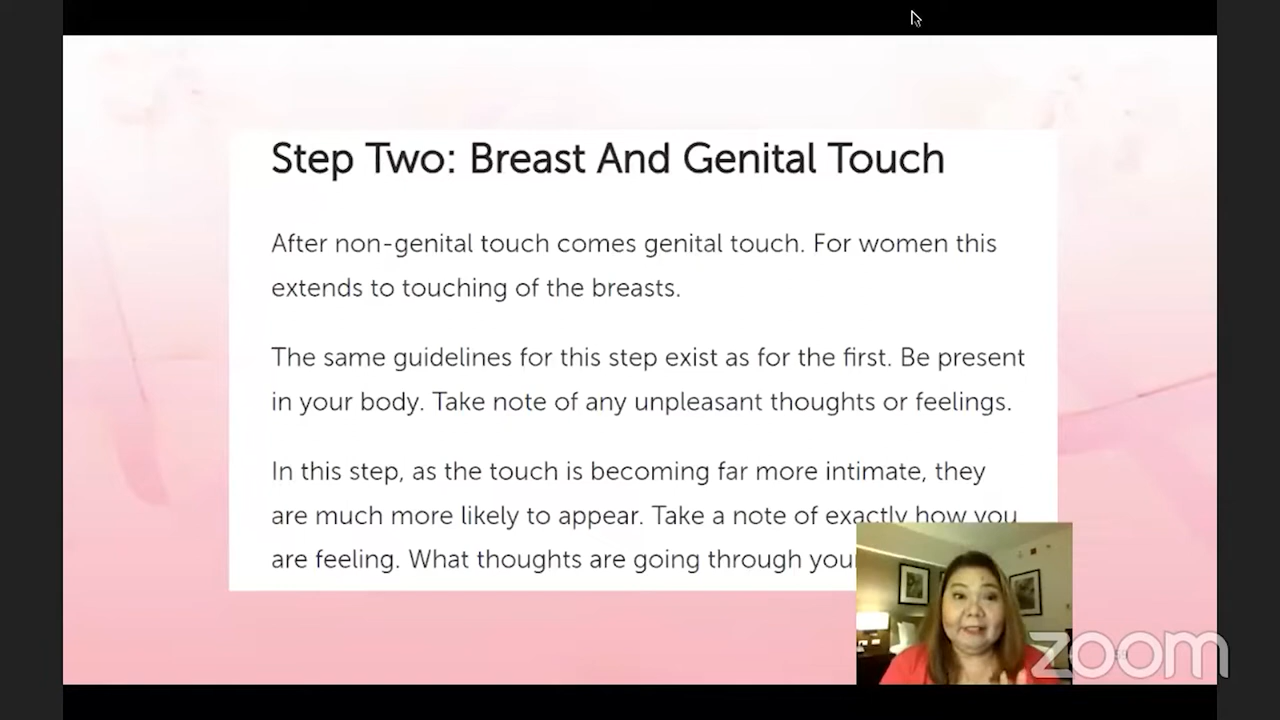 Step Two: Breast And Genital Touch
After non-genital touch comes genital touch. For women this
extends to touching of the breasts.
The same guidelines for this step exist as for the first. Be present
in your body. Take note of any unpleasant thoughts or feelings.
In this step, as the touch is becoming far more intimate, they
are much more likely to appear. Take a note of exactly how you
are feeling. What thoughts are going through your
zoom